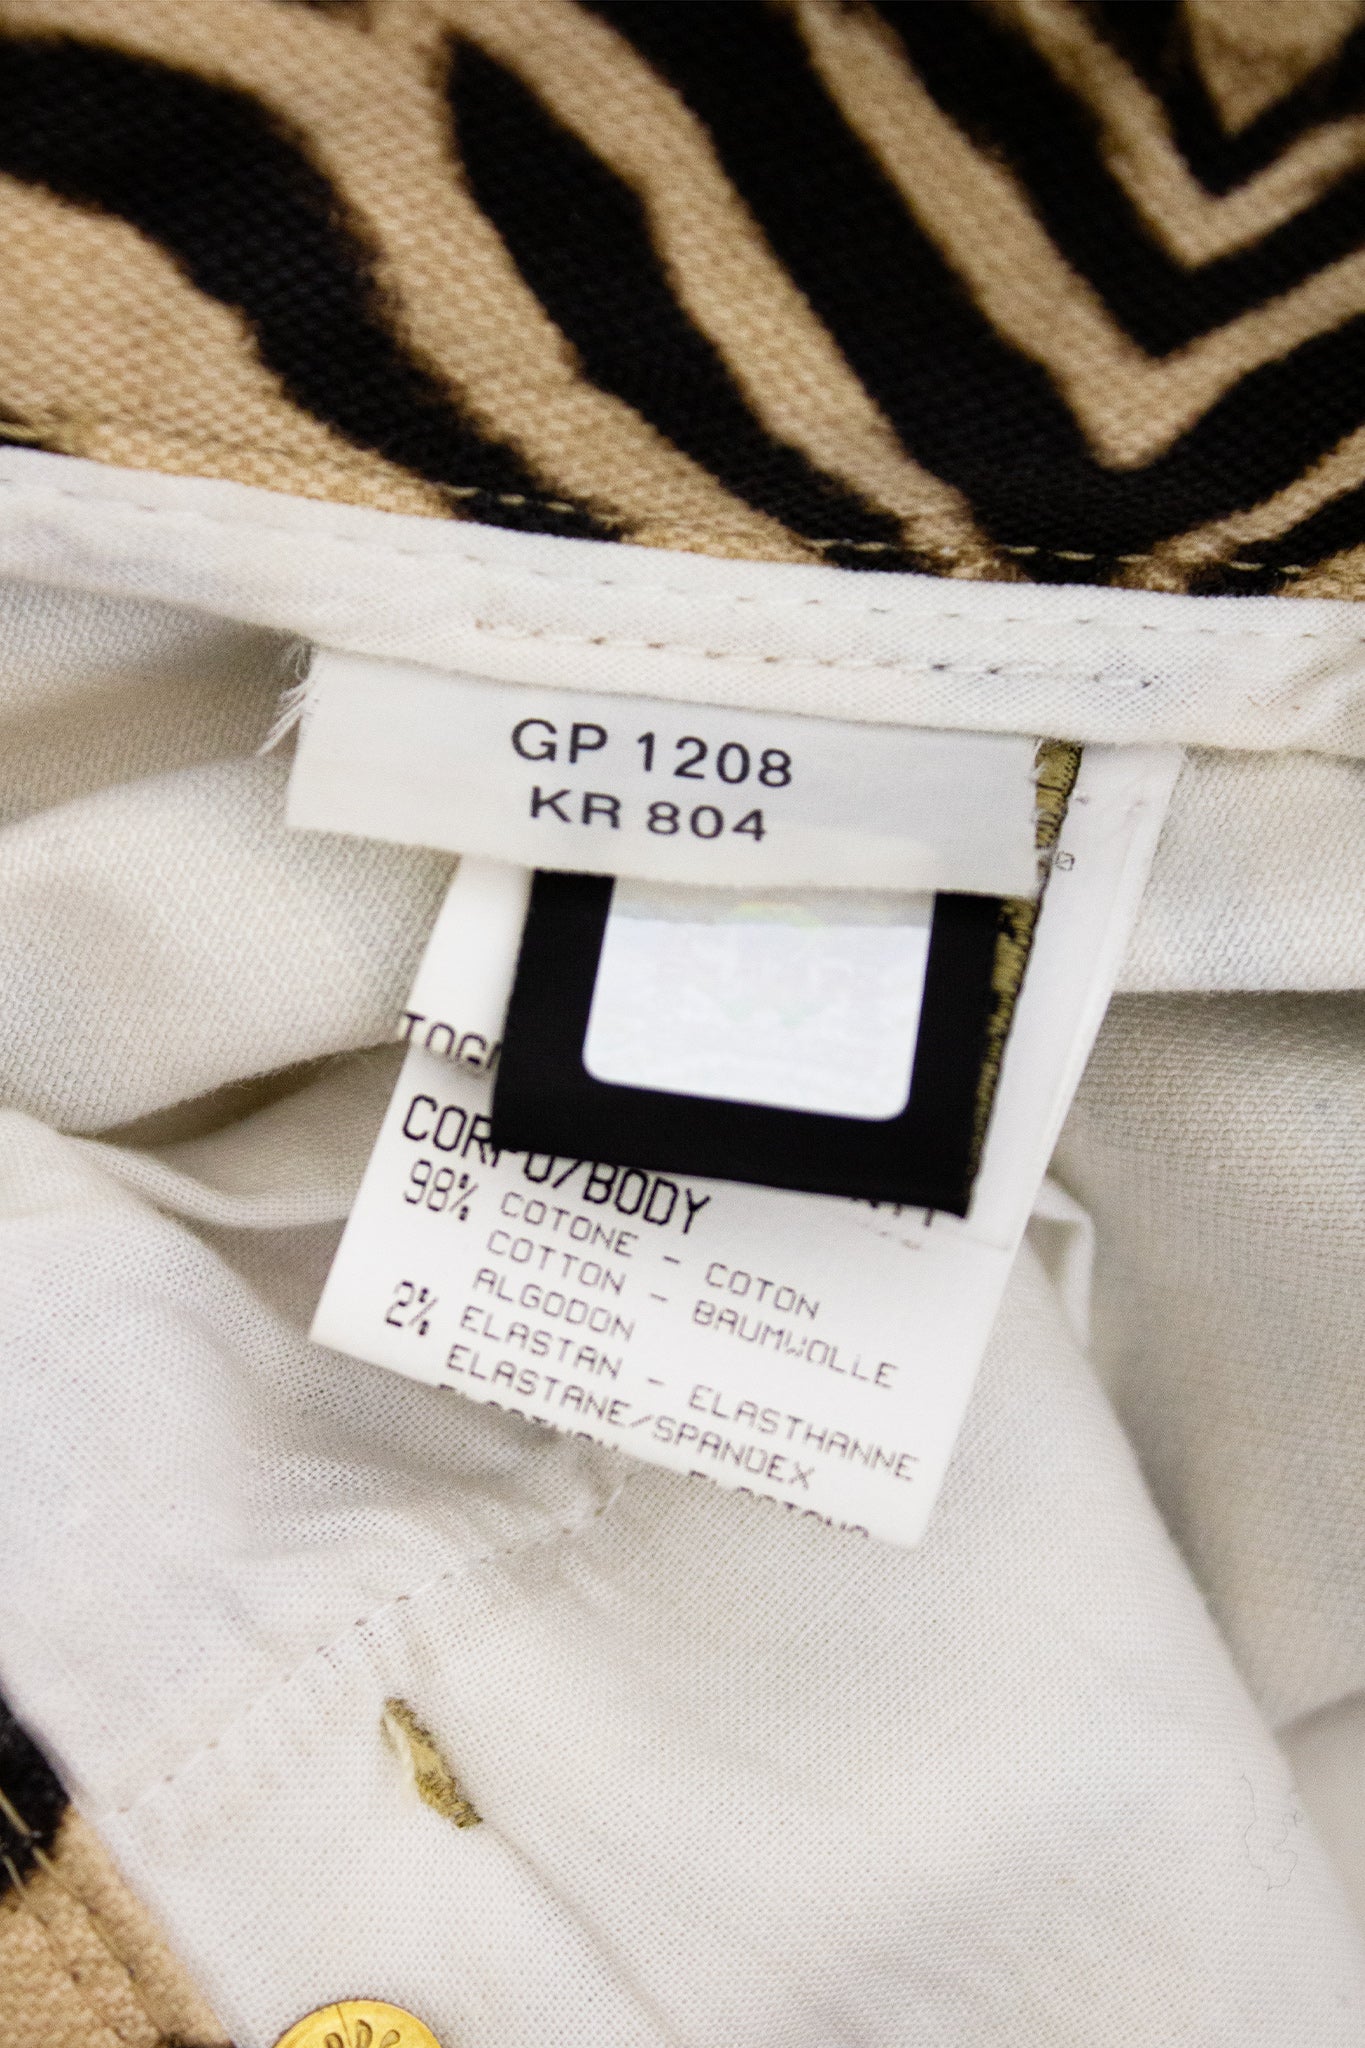 GP 1208
KR 804
CORPO/BODY
98% COTONE - COTON
COTTON - BAUMWOLLE
ALGODON
2% ELASTAN - ELASTHANNE
ELASTANE/SPANDEX